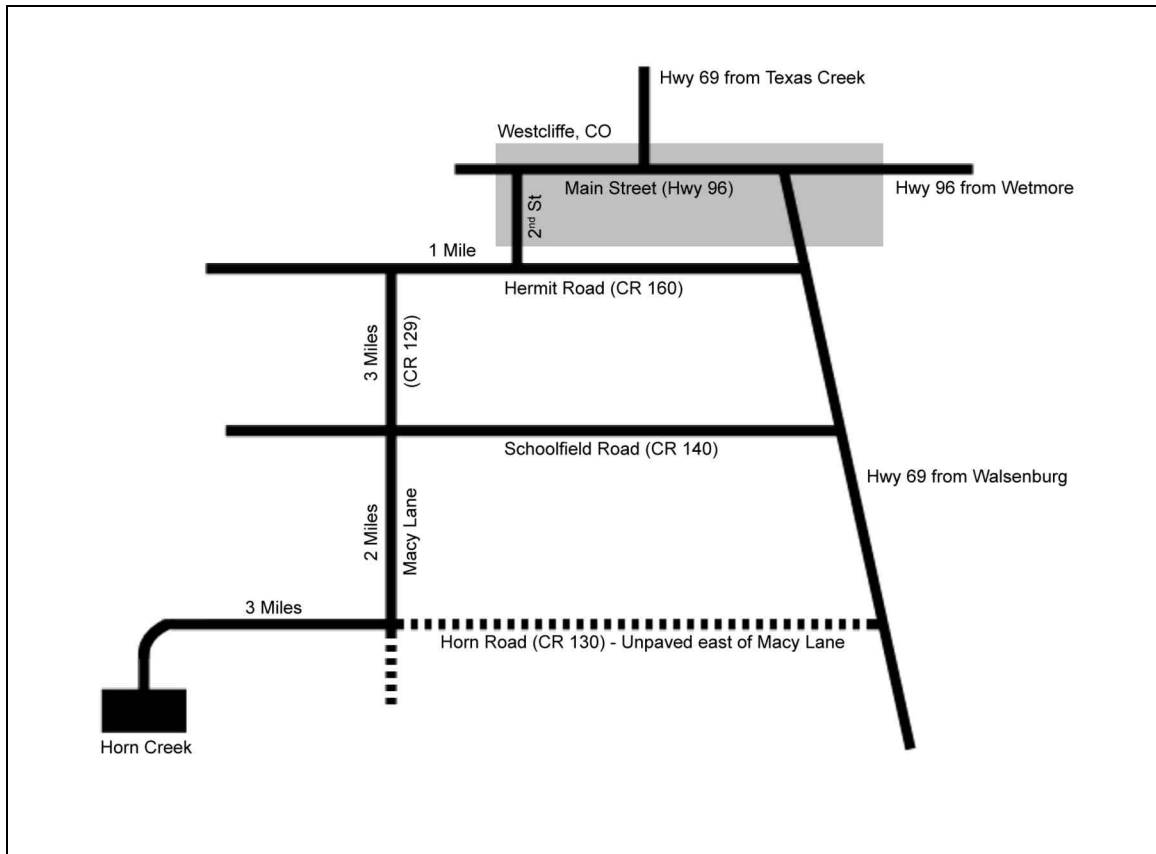 Hwy 69 from Texas Creek
Westcliffe, CO
Main Street (Hwy 96)
Hwy 96 from Wetmore
2nd St
1 Mile
Hermit Road (CR 160)
3 Miles
(CR 129)
Schoolfield Road (CR 140)
Hwy 69 from Walsenburg
2 Miles
Macy Lane
3 Miles
Horn Road (CR 130) - Unpaved east of Macy Lane
Horn Creek